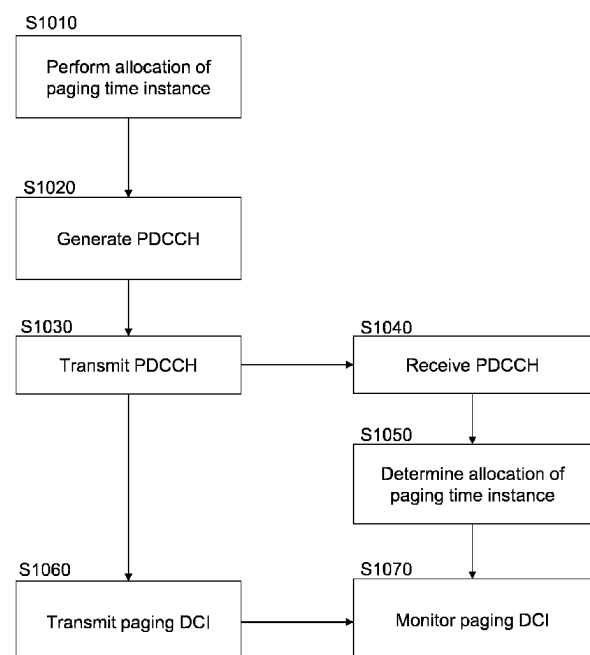 S1010
Perform allocation of
paging time instance
S1020
Generate PDCCH
S1030
Transmit PDCCH
S1040
Receive PDCCH
S1050
Determine allocation of
paging time instance
S1060
Transmit paging DCI
S1070
Monitor paging DCI